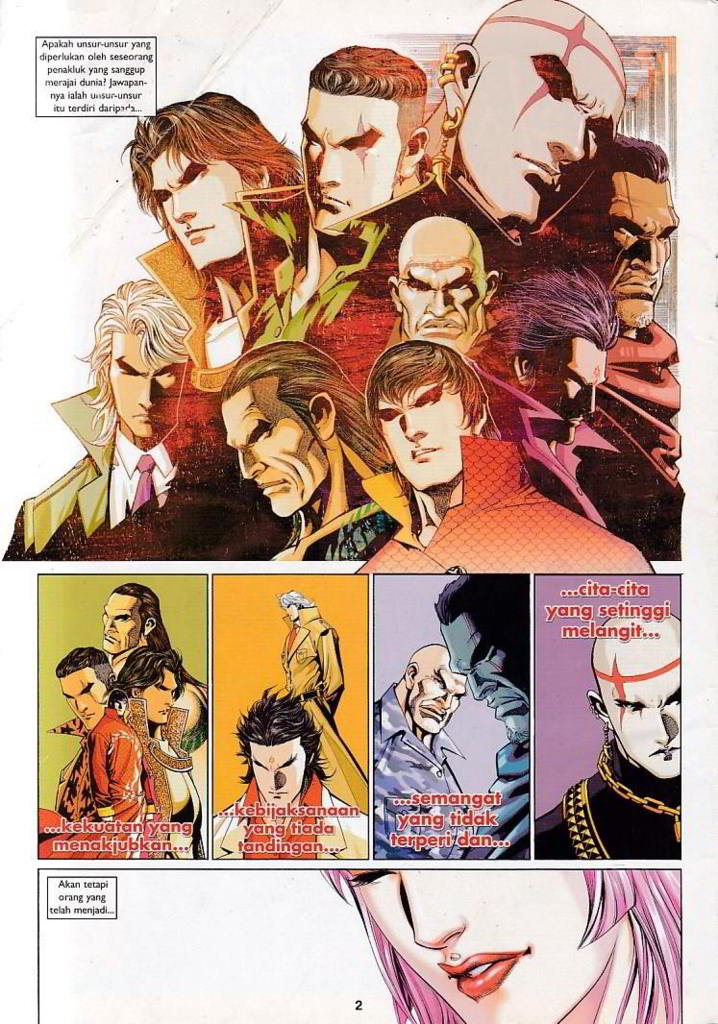 Apakah unsur-unsur yang
diperlukan oleh seseorang
penakluk yang sanggup
merajai dunia? Jawapan-
nya ialah unsur-unsur
itu terdiri daripada...
...kekuatan yang
menakjubkan...
...kebijaksanaan
yang tiada
tandingan...
...semangat
yang tidak
terperi dan...
...cita-cita
yang setinggi
melangit...
Akan tetapi
orang yang
telah menjadi...
2